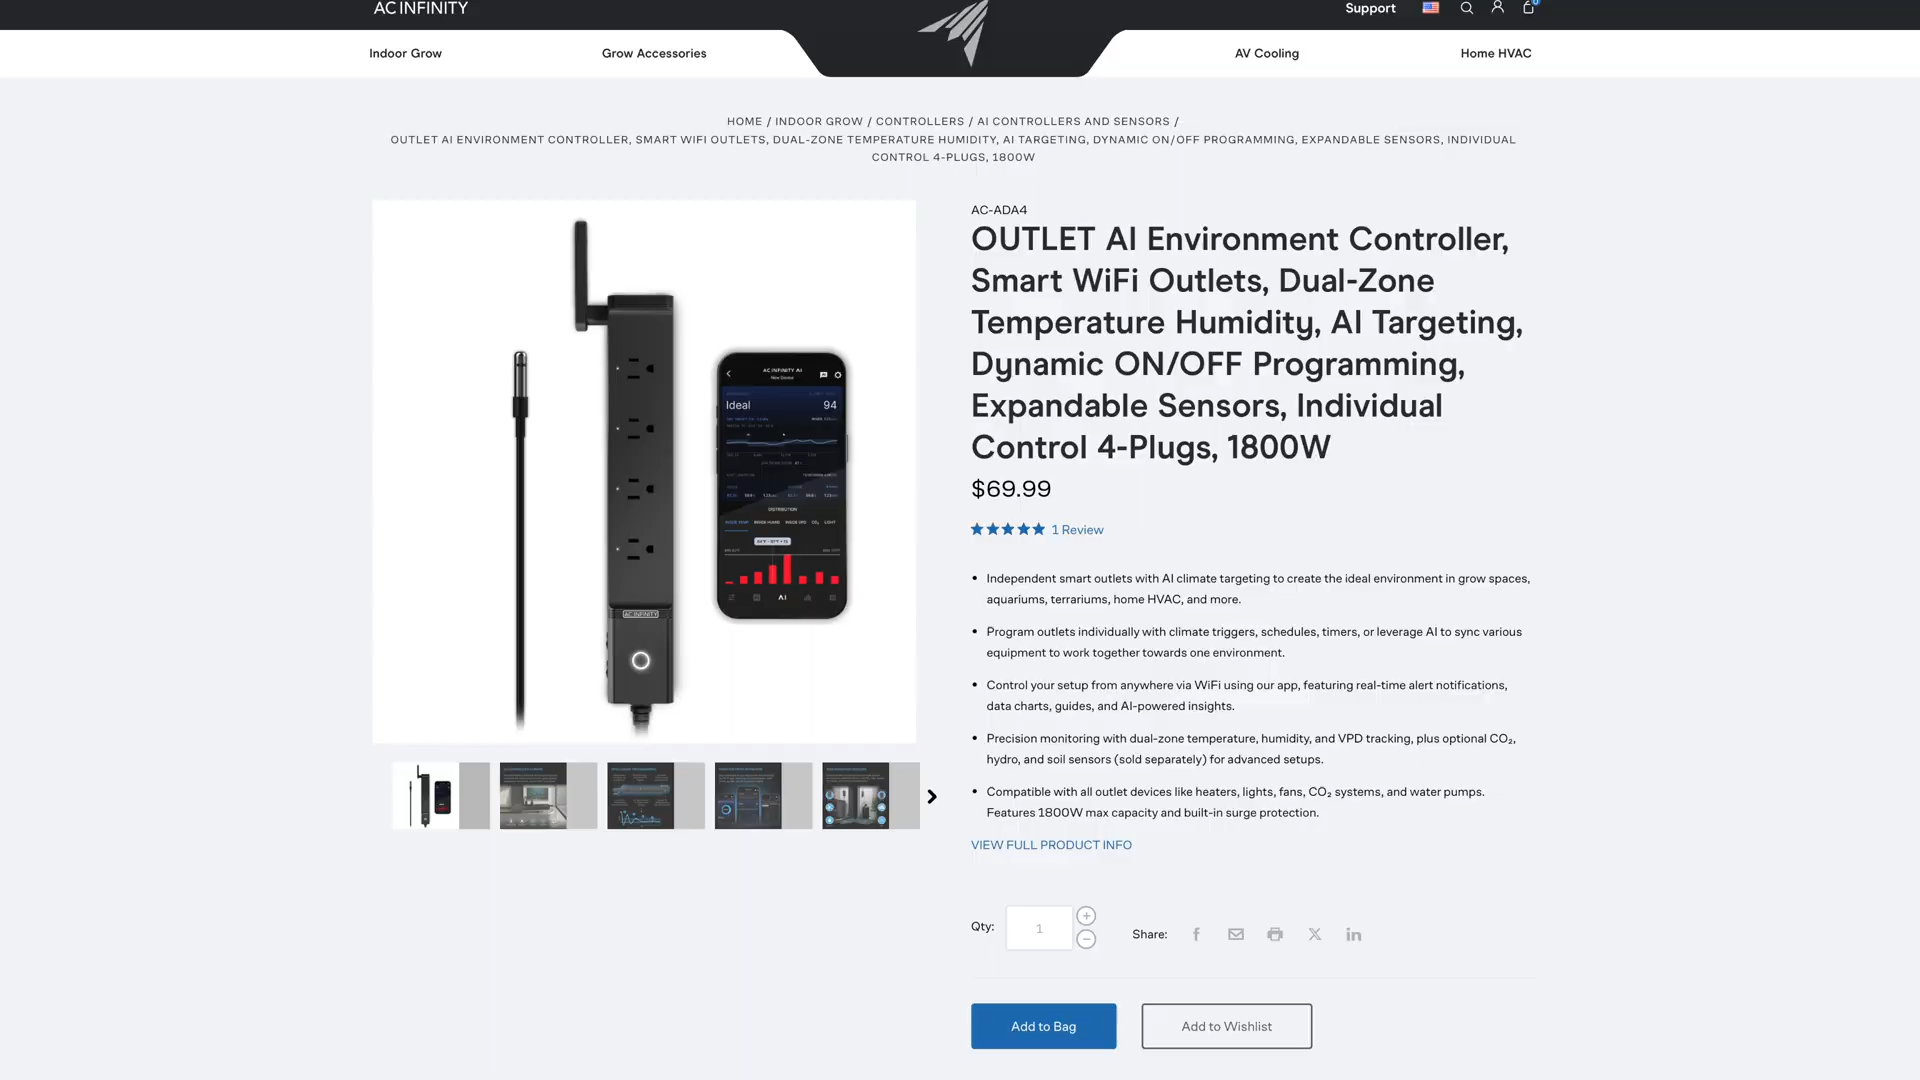 AC INFINITY
Support
0
Indoor Grow
Grow Accessories
AV Cooling
Home HVAC
HOME / INDOOR GROW / CONTROLLERS / AI CONTROLLERS AND SENSORS /
OUTLET AI ENVIRONMENT CONTROLLER, SMART WIFI OUTLETS, DUAL-ZONE TEMPERATURE HUMIDITY, AI TARGETING, DYNAMIC ON/OFF PROGRAMMING, EXPANDABLE SENSORS, INDIVIDUAL
CONTROL 4-PLUGS, 1800W
AC INFINITY AI
Ideal 94
DISTRIBUTION
AI
AC INFINITY
AC-ADA4
OUTLET AI Environment Controller,
Smart WiFi Outlets, Dual-Zone
Temperature Humidity, AI Targeting,
Dynamic ON/OFF Programming,
Expandable Sensors, Individual
Control 4-Plugs, 1800W
$69.99
1 Review
• Independent smart outlets with AI climate targeting to create the ideal environment in grow spaces,
aquariums, terrariums, home HVAC, and more.
• Program outlets individually with climate triggers, schedules, timers, or leverage AI to sync various
equipment to work together towards one environment.
• Control your setup from anywhere via WiFi using our app, featuring real-time alert notifications,
data charts, guides, and AI-powered insights.
• Precision monitoring with dual-zone temperature, humidity, and VPD tracking, plus optional CO₂,
hydro, and soil sensors (sold separately) for advanced setups.
• Compatible with all outlet devices like heaters, lights, fans, CO₂ systems, and water pumps.
Features 1800W max capacity and built-in surge protection.
VIEW FULL PRODUCT INFO
Qty:
1
Share:
Add to Bag
Add to Wishlist